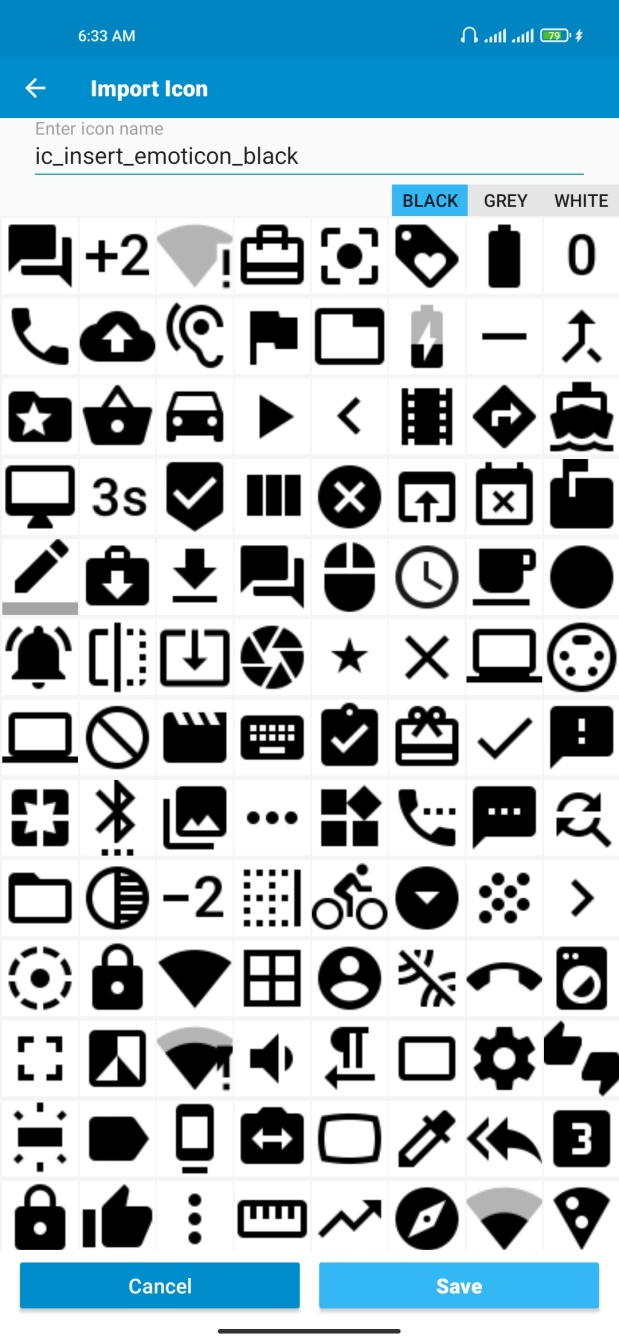 6:33 AM
79
Import Icon
Enter icon name
ic_insert_emoticon_black
BLACK GREY WHITE
+2
0
3s
−2
3
Cancel Save